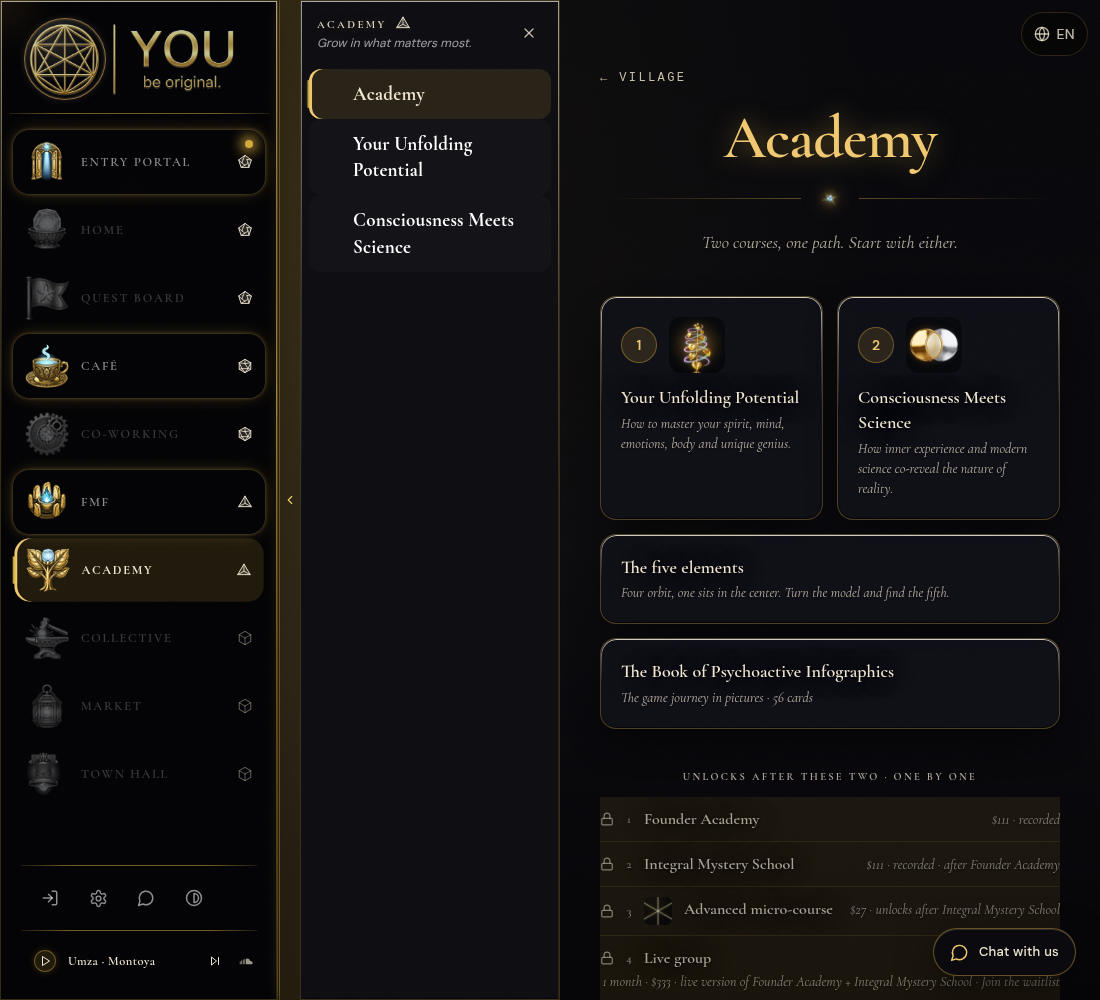 YOU
be original.
ENTRY PORTAL
HOME
QUEST BOARD
CAFÉ
CO-WORKING
FMF
ACADEMY
COLLECTIVE
MARKET
TOWN HALL
Umza - Montoya
ACADEMY
Grow in what matters most.
Academy
Your Unfolding
Potential
Consciousness Meets
Science
EN
← VILLAGE
Academy
Two courses, one path. Start with either.
1
Your Unfolding Potential
How to master your spirit, mind,
emotions, body and unique genius.
2
Consciousness Meets
Science
How inner experience and modern
science co-reveal the nature of
reality.
The five elements
Four orbit, one sits in the center. Turn the model and find the fifth.
The Book of Psychoactive Infographics
The game journey in pictures · 56 cards
UNLOCKS AFTER THESE TWO · ONE BY ONE
1 Founder Academy $111 · recorded
2 Integral Mystery School $111 · recorded · after Founder Academy
3 Advanced micro-course $27 · unlocks after Integral Mystery School
4 Live group
1 month · $333 · live version of Founder Academy + Integral Mystery School · Join the waitlist
Chat with us